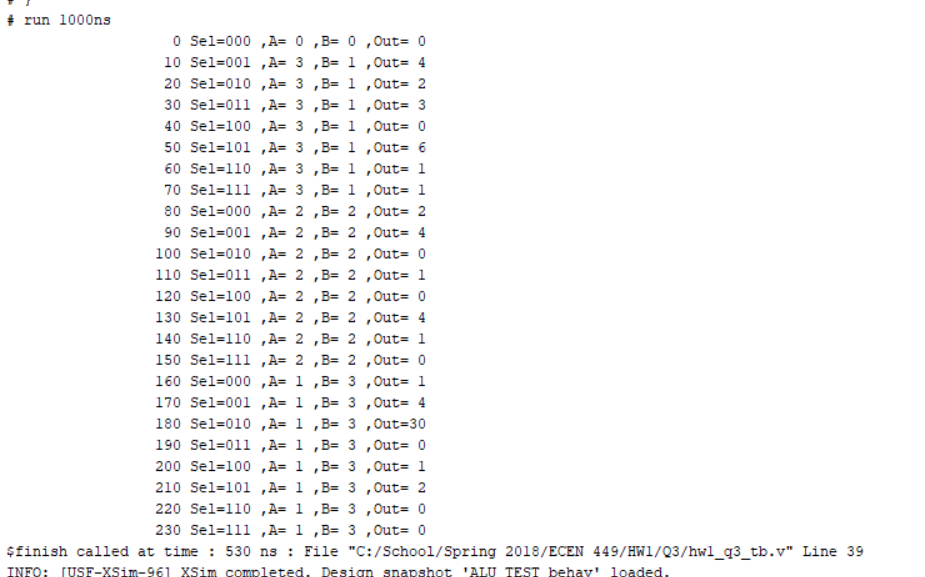 # }
# run 1000ns
0 Sel=000 ,A= 0 ,B= 0 ,Out= 0
10 Sel=001 ,A= 3 ,B= 1 ,Out= 4
20 Sel=010 ,A= 3 ,B= 1 ,Out= 2
30 Sel=011 ,A= 3 ,B= 1 ,Out= 3
40 Sel=100 ,A= 3 ,B= 1 ,Out= 0
50 Sel=101 ,A= 3 ,B= 1 ,Out= 6
60 Sel=110 ,A= 3 ,B= 1 ,Out= 1
70 Sel=111 ,A= 3 ,B= 1 ,Out= 1
80 Sel=000 ,A= 2 ,B= 2 ,Out= 2
90 Sel=001 ,A= 2 ,B= 2 ,Out= 4
100 Sel=010 ,A= 2 ,B= 2 ,Out= 0
110 Sel=011 ,A= 2 ,B= 2 ,Out= 1
120 Sel=100 ,A= 2 ,B= 2 ,Out= 0
130 Sel=101 ,A= 2 ,B= 2 ,Out= 4
140 Sel=110 ,A= 2 ,B= 2 ,Out= 1
150 Sel=111 ,A= 2 ,B= 2 ,Out= 0
160 Sel=000 ,A= 1 ,B= 3 ,Out= 1
170 Sel=001 ,A= 1 ,B= 3 ,Out= 4
180 Sel=010 ,A= 1 ,B= 3 ,Out=30
190 Sel=011 ,A= 1 ,B= 3 ,Out= 0
200 Sel=100 ,A= 1 ,B= 3 ,Out= 1
210 Sel=101 ,A= 1 ,B= 3 ,Out= 2
220 Sel=110 ,A= 1 ,B= 3 ,Out= 0
230 Sel=111 ,A= 1 ,B= 3 ,Out= 0
$finish called at time : 530 ns : File "C:/School/Spring 2018/ECEN 449/HW1/Q3/hw1_q3_tb.v" Line 39
INFO: [USF-XSim-96] XSim completed. Design snapshot 'ALU_TEST_behav' loaded.